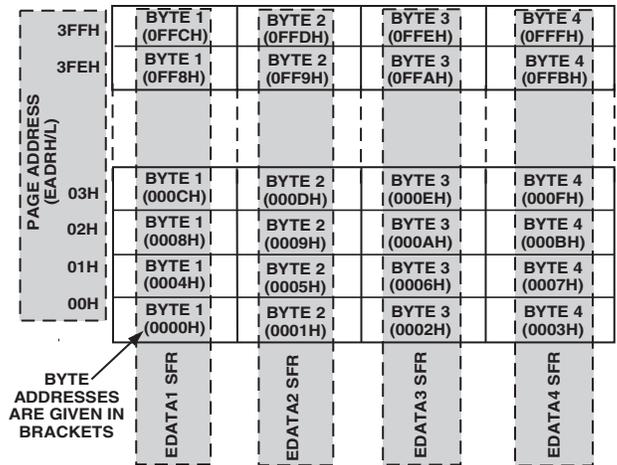 PAGE ADDRESS
(EADRH/L)
3FFH
BYTE 1
(0FFCH)
BYTE 2
(0FFDH)
BYTE 3
(0FFEH)
BYTE 4
(0FFFH)
3FEH
BYTE 1
(0FF8H)
BYTE 2
(0FF9H)
BYTE 3
(0FFAH)
BYTE 4
(0FFBH)
03H
BYTE 1
(000CH)
BYTE 2
(000DH)
BYTE 3
(000EH)
BYTE 4
(000FH)
02H
BYTE 1
(0008H)
BYTE 2
(0009H)
BYTE 3
(000AH)
BYTE 4
(000BH)
01H
BYTE 1
(0004H)
BYTE 2
(0005H)
BYTE 3
(0006H)
BYTE 4
(0007H)
00H
BYTE 1
(0000H)
BYTE 2
(0001H)
BYTE 3
(0002H)
BYTE 4
(0003H)
BYTE
ADDRESSES
ARE GIVEN IN
BRACKETS
EDATA1 SFR
EDATA2 SFR
EDATA3 SFR
EDATA4 SFR